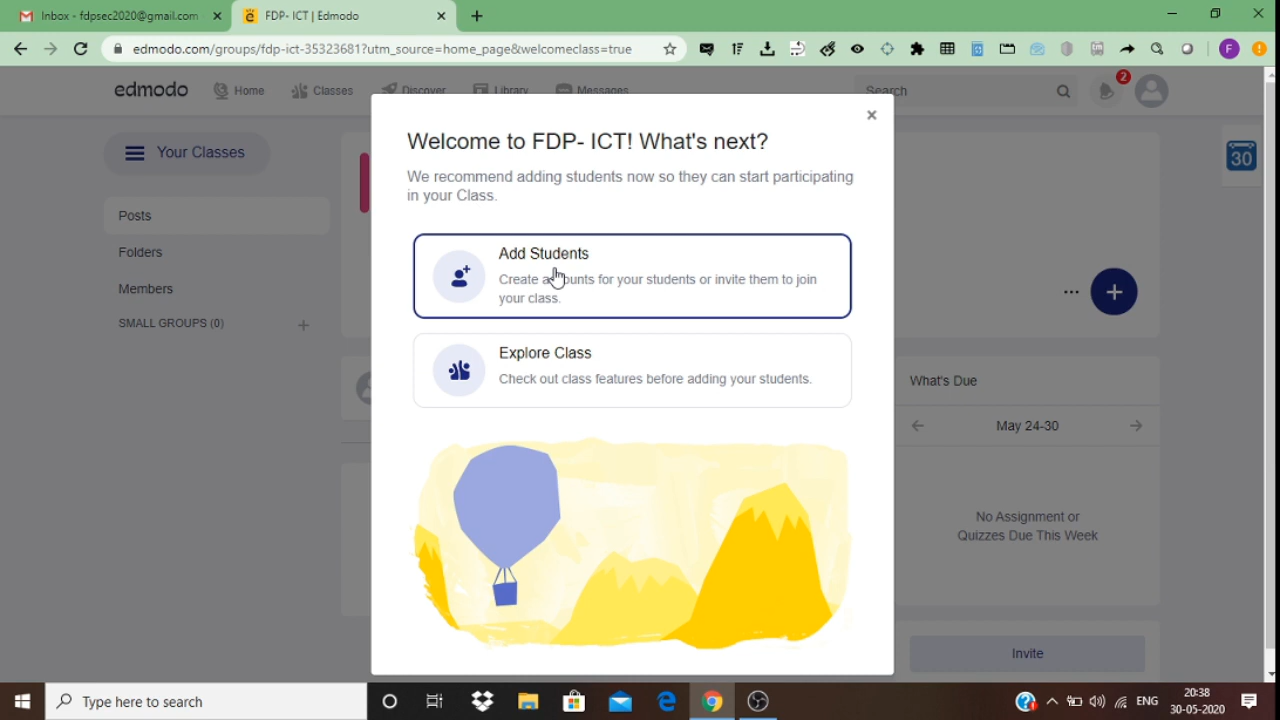 Inbox - fdpsec2020@gmail.com
FDP- ICT | Edmodo
edmodo.com/groups/fdp-ict-35323681?utm_source=home_page&welcomeclass=true
F
edmodo
Home
Classes
Discover
Library
Messages
Search
2
Your Classes
30
Posts
Folders
Members
SMALL GROUPS (0)
Welcome to FDP- ICT! What's next?
We recommend adding students now so they can start participating
in your Class.
Add Students
Create accounts for your students or invite them to join
your class.
Explore Class
Check out class features before adding your students.
What's Due
May 24-30
No Assignment or
Quizzes Due This Week
Invite
Type here to search
ENG
20:38
30-05-2020